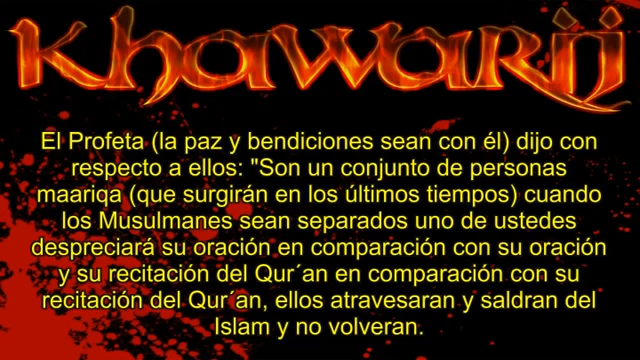 Khawarij
El Profeta (la paz y bendiciones sean con él) dijo con
respecto a ellos: "Son un conjunto de personas
maariqa (que surgirán en los últimos tiempos) cuando
los Musulmanes sean separados uno de ustedes
despreciará su oración en comparación con su oración
y su recitación del Qur´an en comparación con su
recitación del Qur´an, ellos atravesaran y saldran del
Islam y no volveran.